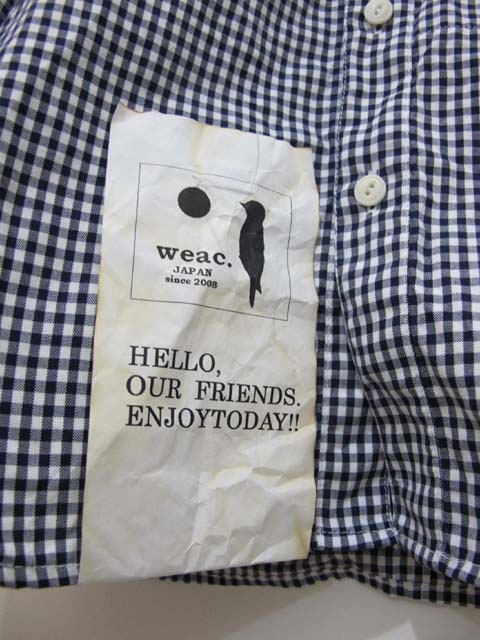 weac.
JAPAN
since 2008
HELLO,
OUR FRIENDS.
ENJOYTODAY!!